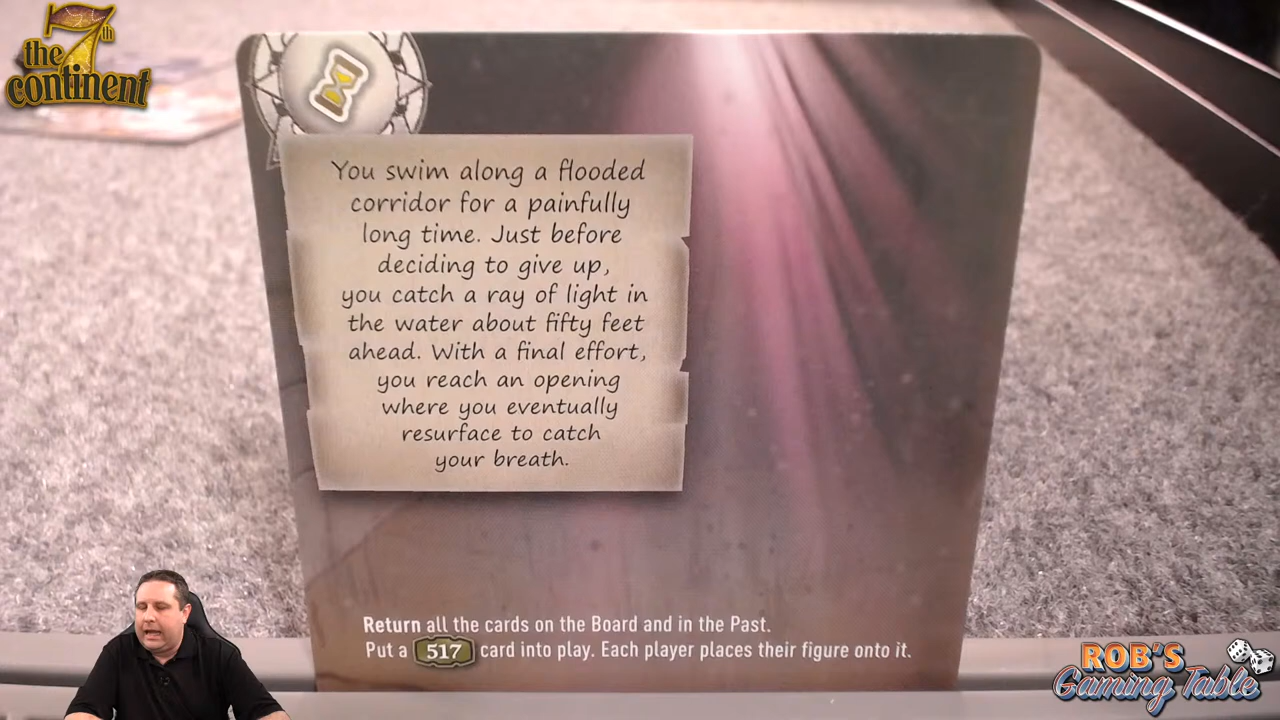 the
7th
continent
You swim along a flooded
corridor for a painfully
long time. Just before
deciding to give up,
you catch a ray of light in
the water about fifty feet
ahead. With a final effort,
you reach an opening
where you eventually
resurface to catch
your breath.
Return all the cards on the Board and in the Past.
Put a 517 card into play. Each player places their figure onto it.
ROB'S
Gaming Table